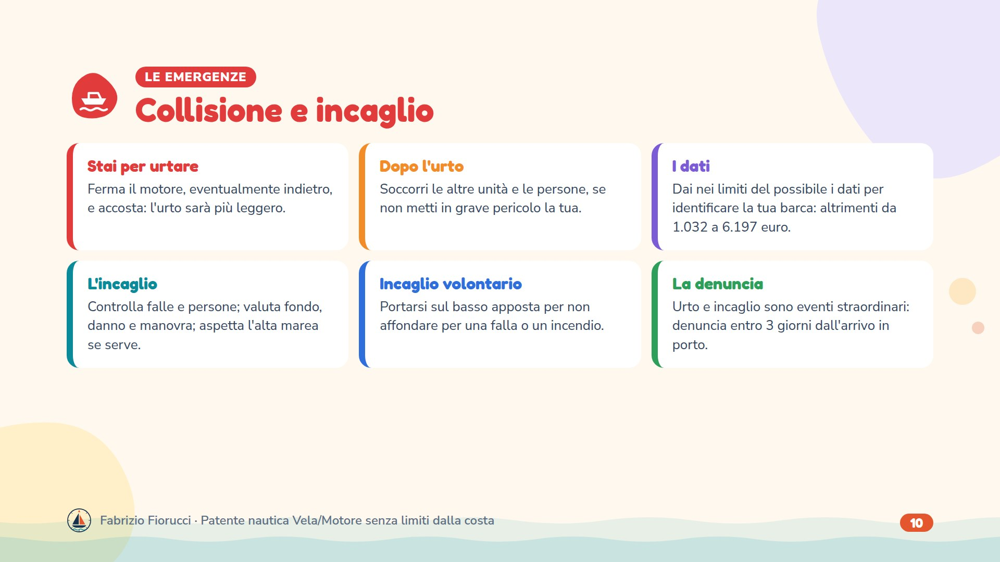 LE EMERGENZE
Collisione e incaglio
Stai per urtare
Ferma il motore, eventualmente indietro,
e accosta: l'urto sarà più leggero.
Dopo l'urto
Soccorri le altre unità e le persone, se
non metti in grave pericolo la tua.
I dati
Dai nei limiti del possibile i dati per
identificare la tua barca: altrimenti da
1.032 a 6.197 euro.
L'incaglio
Controlla falle e persone; valuta fondo,
danno e manovra; aspetta l'alta marea
se serve.
Incaglio volontario
Portarsi sul basso apposta per non
affondare per una falla o un incendio.
La denuncia
Urto e incaglio sono eventi straordinari:
denuncia entro 3 giorni dall'arrivo in
porto.
Fabrizio Fiorucci · Patente nautica Vela/Motore senza limiti dalla costa
10